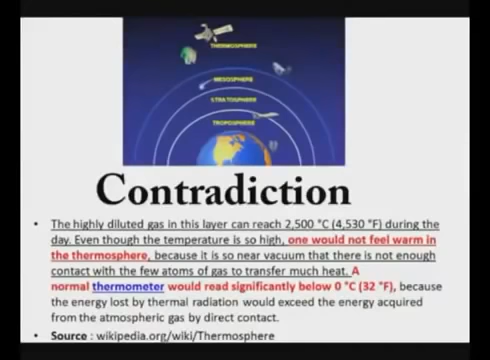 THERMOSPHERE
MESOSPHERE
STRATOSPHERE
TROPOSPHERE
Contradiction
• The highly diluted gas in this layer can reach 2,500 °C (4,530 °F) during the
day. Even though the temperature is so high, one would not feel warm in
the thermosphere, because it is so near vacuum that there is not enough
contact with the few atoms of gas to transfer much heat. A
normal thermometer would read significantly below 0 °C (32 °F), because
the energy lost by thermal radiation would exceed the energy acquired
from the atmospheric gas by direct contact.
• Source : wikipedia.org/wiki/Thermosphere